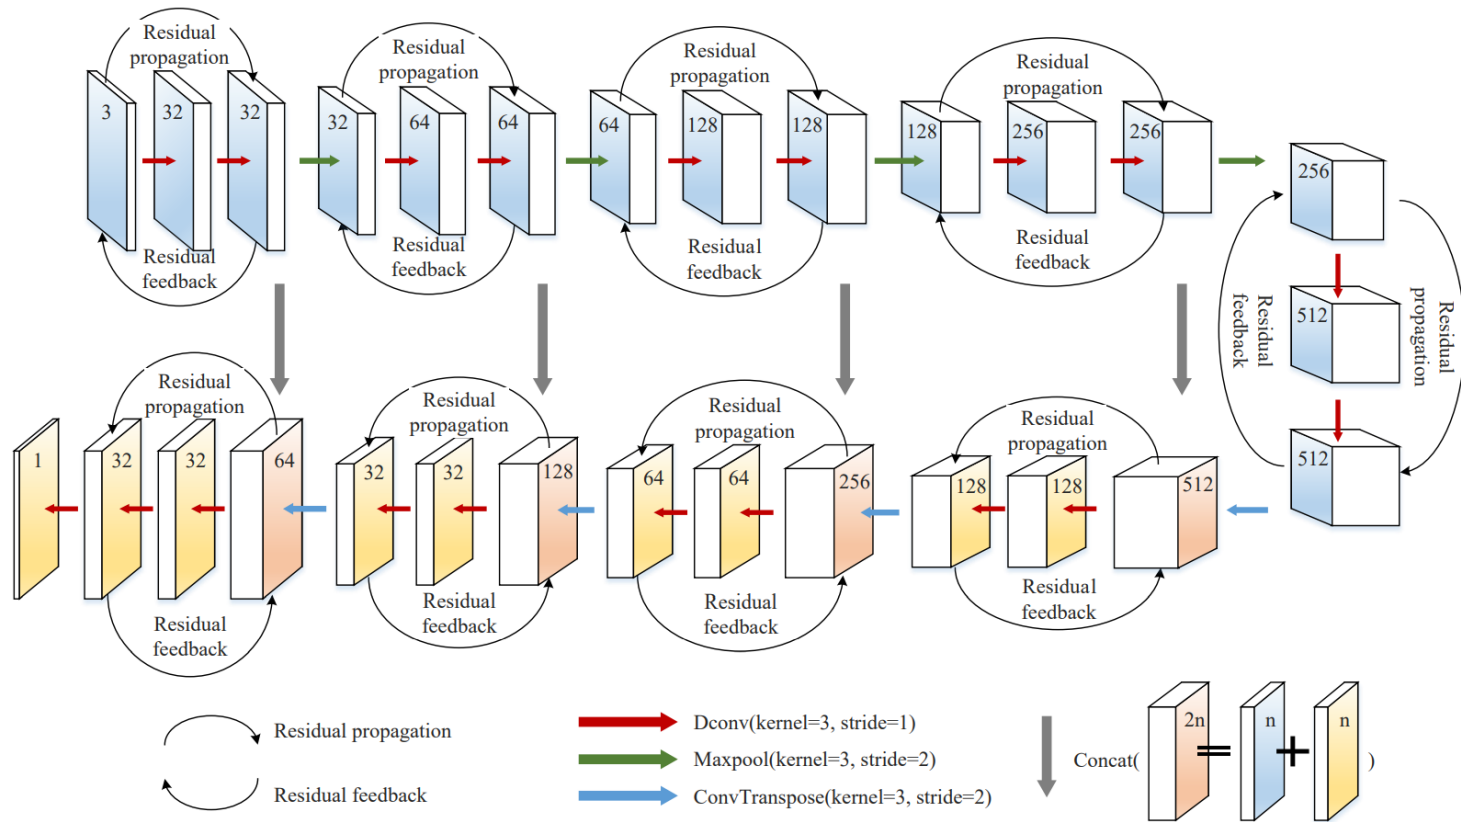 Residual
propagation
3
32
32
Residual
feedback
Residual
propagation
32
64
64
Residual
feedback
Residual
propagation
64
128
128
Residual
feedback
Residual
propagation
128
256
256
Residual
feedback
256
512
512
Residual
feedback
Residual
propagation
Residual
propagation
1
32
32
64
Residual
feedback
Residual
propagation
32
32
128
Residual
feedback
Residual
propagation
64
64
256
Residual
feedback
Residual
propagation
128
128
512
Residual
feedback
Residual propagation
Residual feedback
Dconv(kernel=3, stride=1)
Maxpool(kernel=3, stride=2)
ConvTranspose(kernel=3, stride=2)
Concat( 2n = n + n )